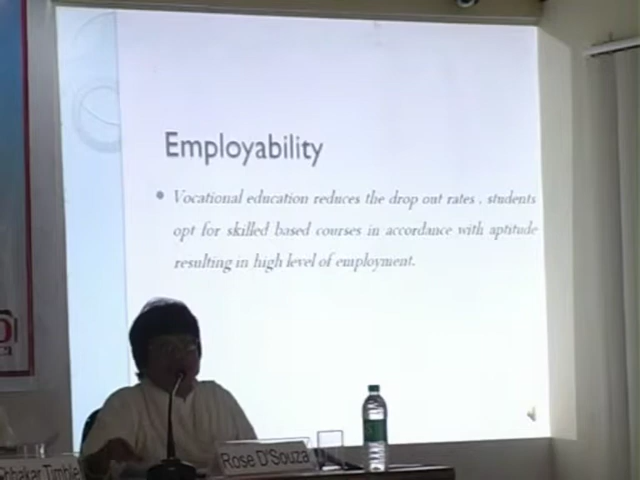 Employability
Vocational education reduces the drop out rates , students
opt for skilled based courses in accordance with aptitude
resulting in high level of employment.
Rose D'Souza